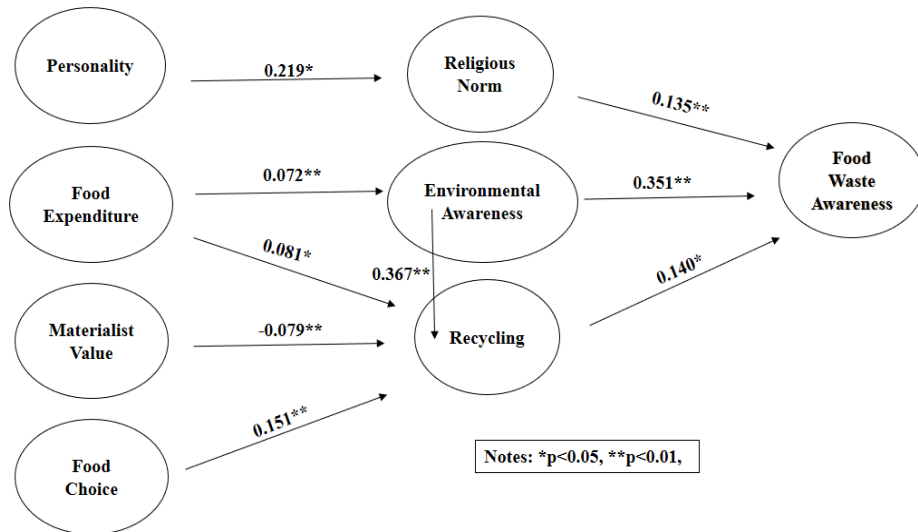 Personality
0.219*
Religious
Norm
0.135**
Food
Waste
Awareness
Food
Expenditure
0.072**
Environmental
Awareness
0.351**
0.081*
0.367**
0.140*
Materialist
Value
-0.079**
Recycling
Food
Choice
0.151**
Notes: *p<0.05, **p<0.01,